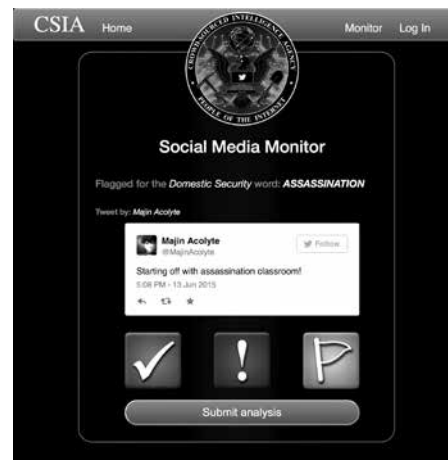 CSIA Home Monitor Log In
CROWD SOURCED INTELLIGENCE AGENCY
PEOPLE OF THE INTERNET
Social Media Monitor
Flagged for the Domestic Security word: ASSASSINATION
Tweet by: Majin Acolyte
Majin Acolyte
@MajinAcolyte
Follow
Starting off with assassination classroom!
5:08 PM - 13 Jun 2015
Submit analysis